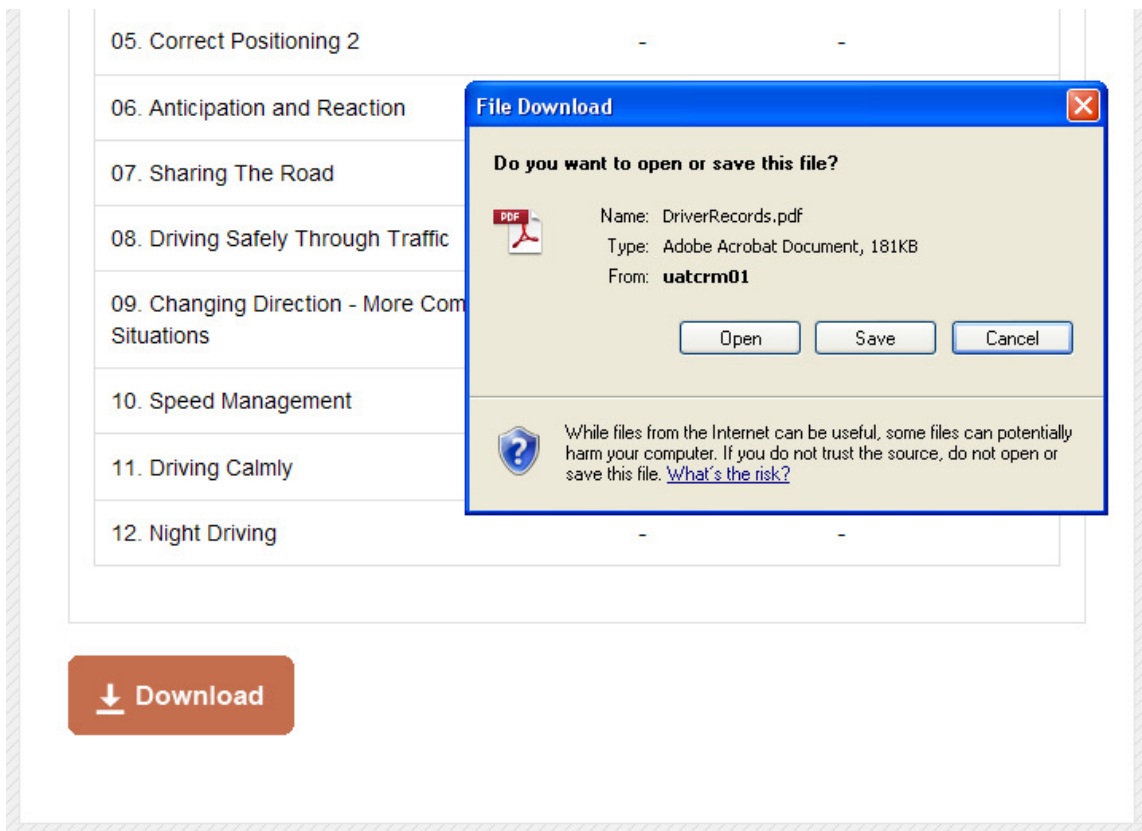 05. Correct Positioning 2 - -
06. Anticipation and Reaction
07. Sharing The Road
08. Driving Safely Through Traffic
09. Changing Direction - More Com
Situations
10. Speed Management
11. Driving Calmly
12. Night Driving - -
File Download
Do you want to open or save this file?
PDF
Name: DriverRecords.pdf
Type: Adobe Acrobat Document, 181KB
From: uatcrm01
Open Save Cancel
While files from the Internet can be useful, some files can potentially
harm your computer. If you do not trust the source, do not open or
save this file. What's the risk?
Download